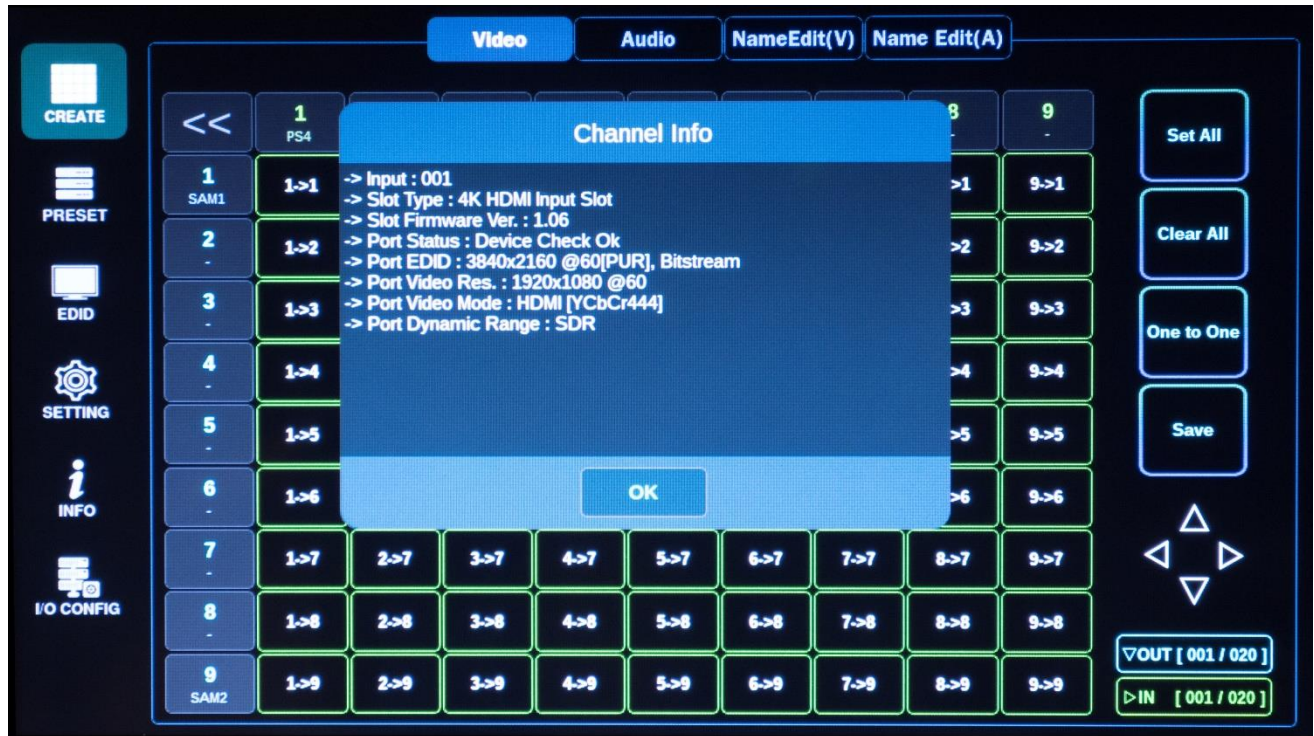 Video
Audio
NameEdit(V)
Name Edit(A)
CREATE
PRESET
EDID
SETTING
INFO
I/O CONFIG
<<
1
PS4
8
-
9
-
Channel Info
-> Input : 001
-> Slot Type : 4K HDMI Input Slot
-> Slot Firmware Ver. : 1.06
-> Port Status : Device Check Ok
-> Port EDID : 3840x2160 @60[PUR], Bitstream
-> Port Video Res. : 1920x1080 @60
-> Port Video Mode : HDMI [YCbCr444]
-> Port Dynamic Range : SDR
OK
1
SAM1
1->1
>1
9->1
2
-
1->2
>2
9->2
3
-
1->3
>3
9->3
4
-
1->4
>4
9->4
5
-
1->5
>5
9->5
6
-
1->6
>6
9->6
7
-
1->7
2->7
3->7
4->7
5->7
6->7
7->7
8->7
9->7
8
-
1->8
2->8
3->8
4->8
5->8
6->8
7->8
8->8
9->8
9
SAM2
1->9
2->9
3->9
4->9
5->9
6->9
7->9
8->9
9->9
Set All
Clear All
One to One
Save
▽OUT [ 001 / 020 ]
▷IN [ 001 / 020 ]